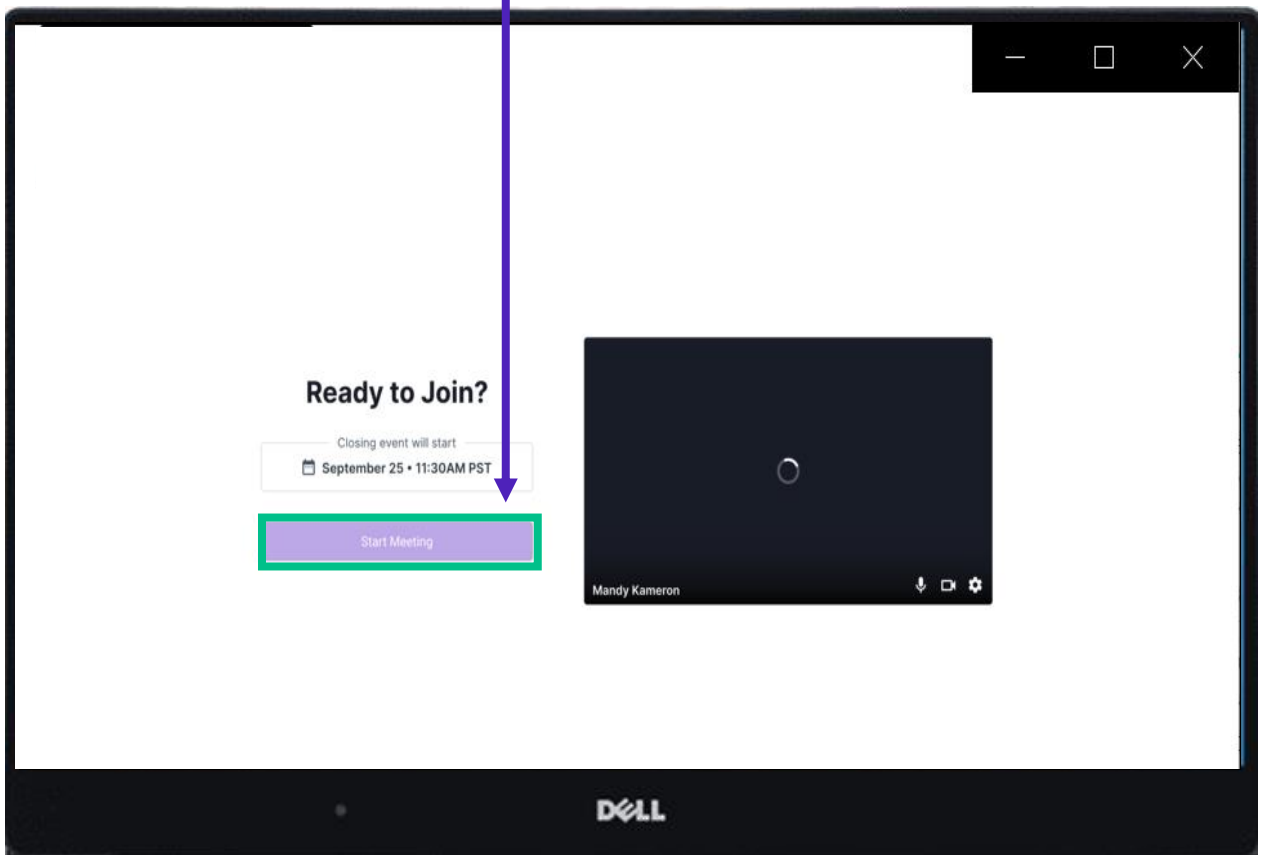 Ready to Join?
Closing event will start
September 25 • 11:30AM PST
Start Meeting
Mandy Kameron
DELL